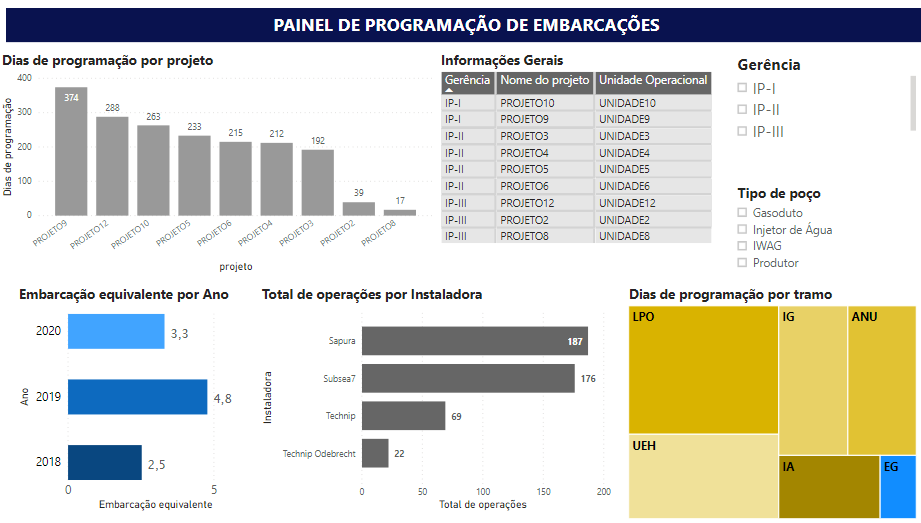 PAINEL DE PROGRAMAÇÃO DE EMBARCAÇÕES
Dias de programação por projeto
Dias de programação
400
300
200
100
0
374
288
263
233
215
212
192
39
17
PROJETO9
PROJETO12
PROJETO10
PROJETO5
PROJETO6
PROJETO4
PROJETO3
PROJETO2
PROJETO8
projeto
Informações Gerais
Gerência Nome do projeto Unidade Operacional
IP-I PROJETO10 UNIDADE10
IP-I PROJETO9 UNIDADE9
IP-II PROJETO3 UNIDADE3
IP-II PROJETO4 UNIDADE4
IP-II PROJETO5 UNIDADE5
IP-II PROJETO6 UNIDADE6
IP-III PROJETO12 UNIDADE12
IP-III PROJETO2 UNIDADE2
IP-III PROJETO8 UNIDADE8
Gerência
IP-I
IP-II
IP-III
Tipo de poço
Gasoduto
Injetor de Água
IWAG
Produtor
Embarcação equivalente por Ano
Ano
2020 3,3
2019 4,8
2018 2,5
0 5
Embarcação equivalente
Total de operações por Instaladora
Instaladora
Sapura 187
Subsea7 176
Technip 69
Technip Odebrecht 22
0 50 100 150 200
Total de operações
Dias de programação por tramo
LPO
IG
ANU
UEH
IA
EG